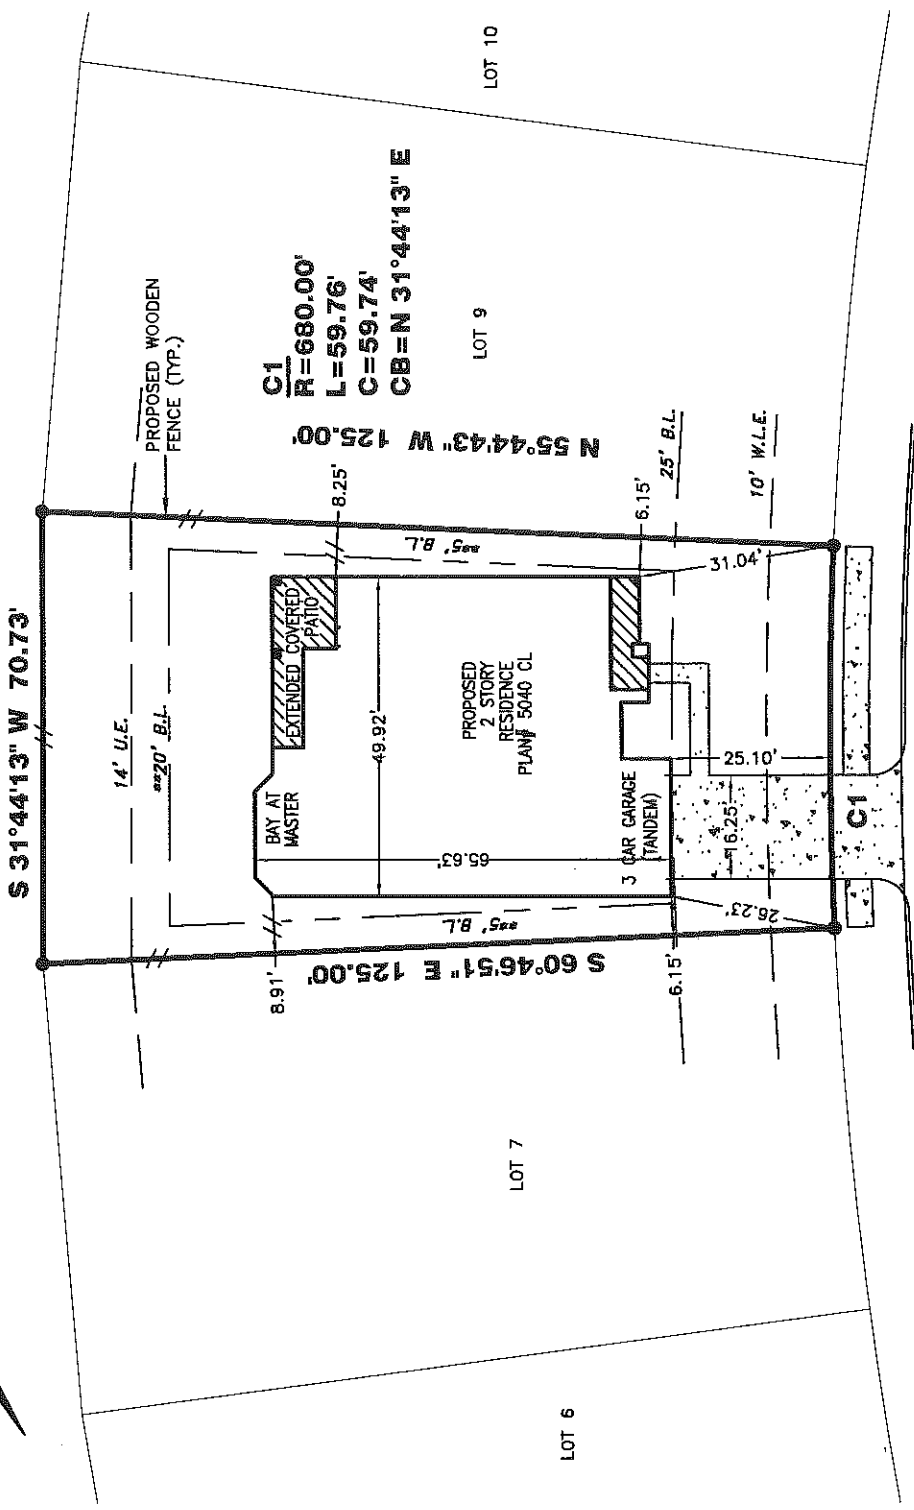 S 31°44'13" W 70.73'
14' U.E.
**20' B.L.
PROPOSED WOODEN
FENCE (TYP.)
C1
R=680.00'
L=59.76'
C=59.74'
CB=N 31°44'13" E
N 55°44'43" W 125.00'
S 60°46'51" E 125.00'
LOT 10
LOT 9
LOT 7
LOT 6
8.25'
8.91'
**5' B.L.
**5' B.L.
EXTENDED COVERED
PATIO
BAY AT
MASTER
49.92'
65.63'
PROPOSED
2 STORY
RESIDENCE
PLAN# 5040 CL
3 CAR GARAGE
(TANDEM)
6.15'
6.15'
25' B.L.
10' W.L.E.
31.04'
25.10'
16.25'
26.23'
C1